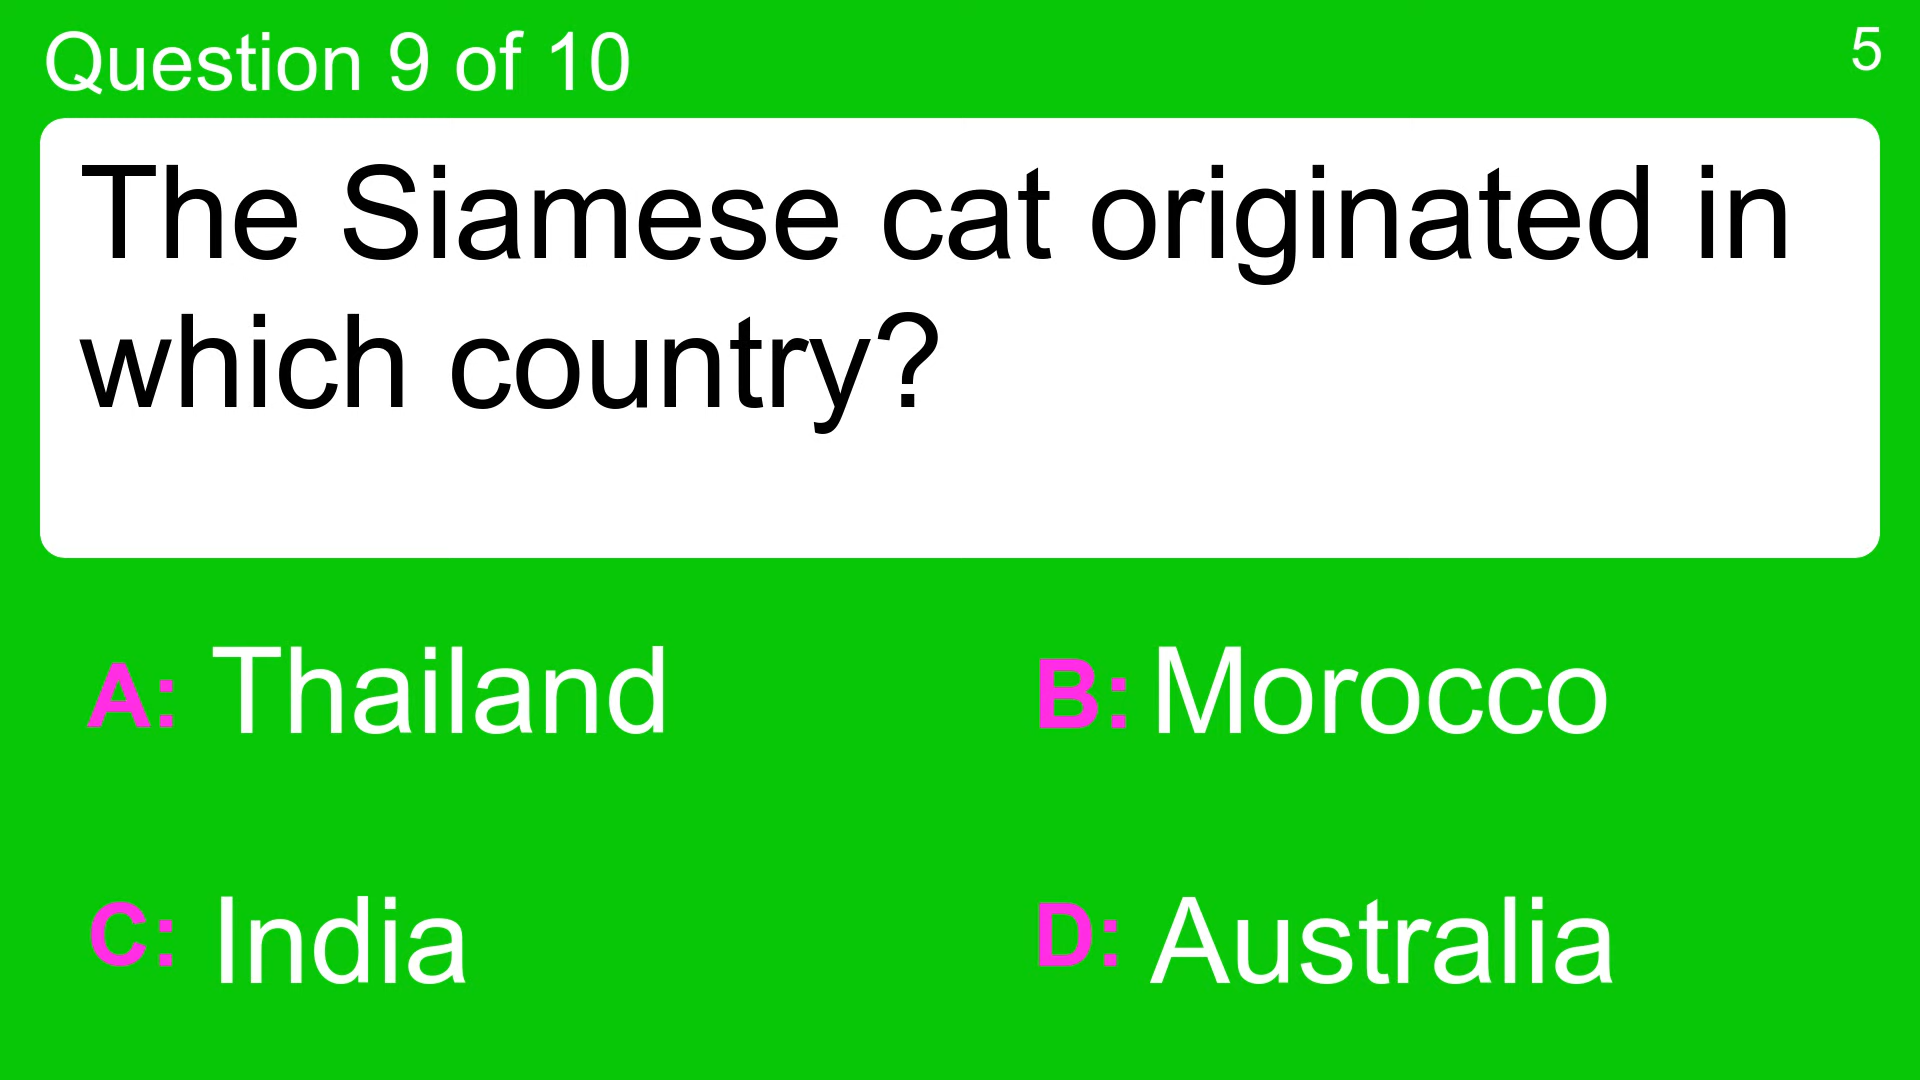 Question 9 of 10
5
The Siamese cat originated in
which country?
A: Thailand
B: Morocco
C: India
D: Australia